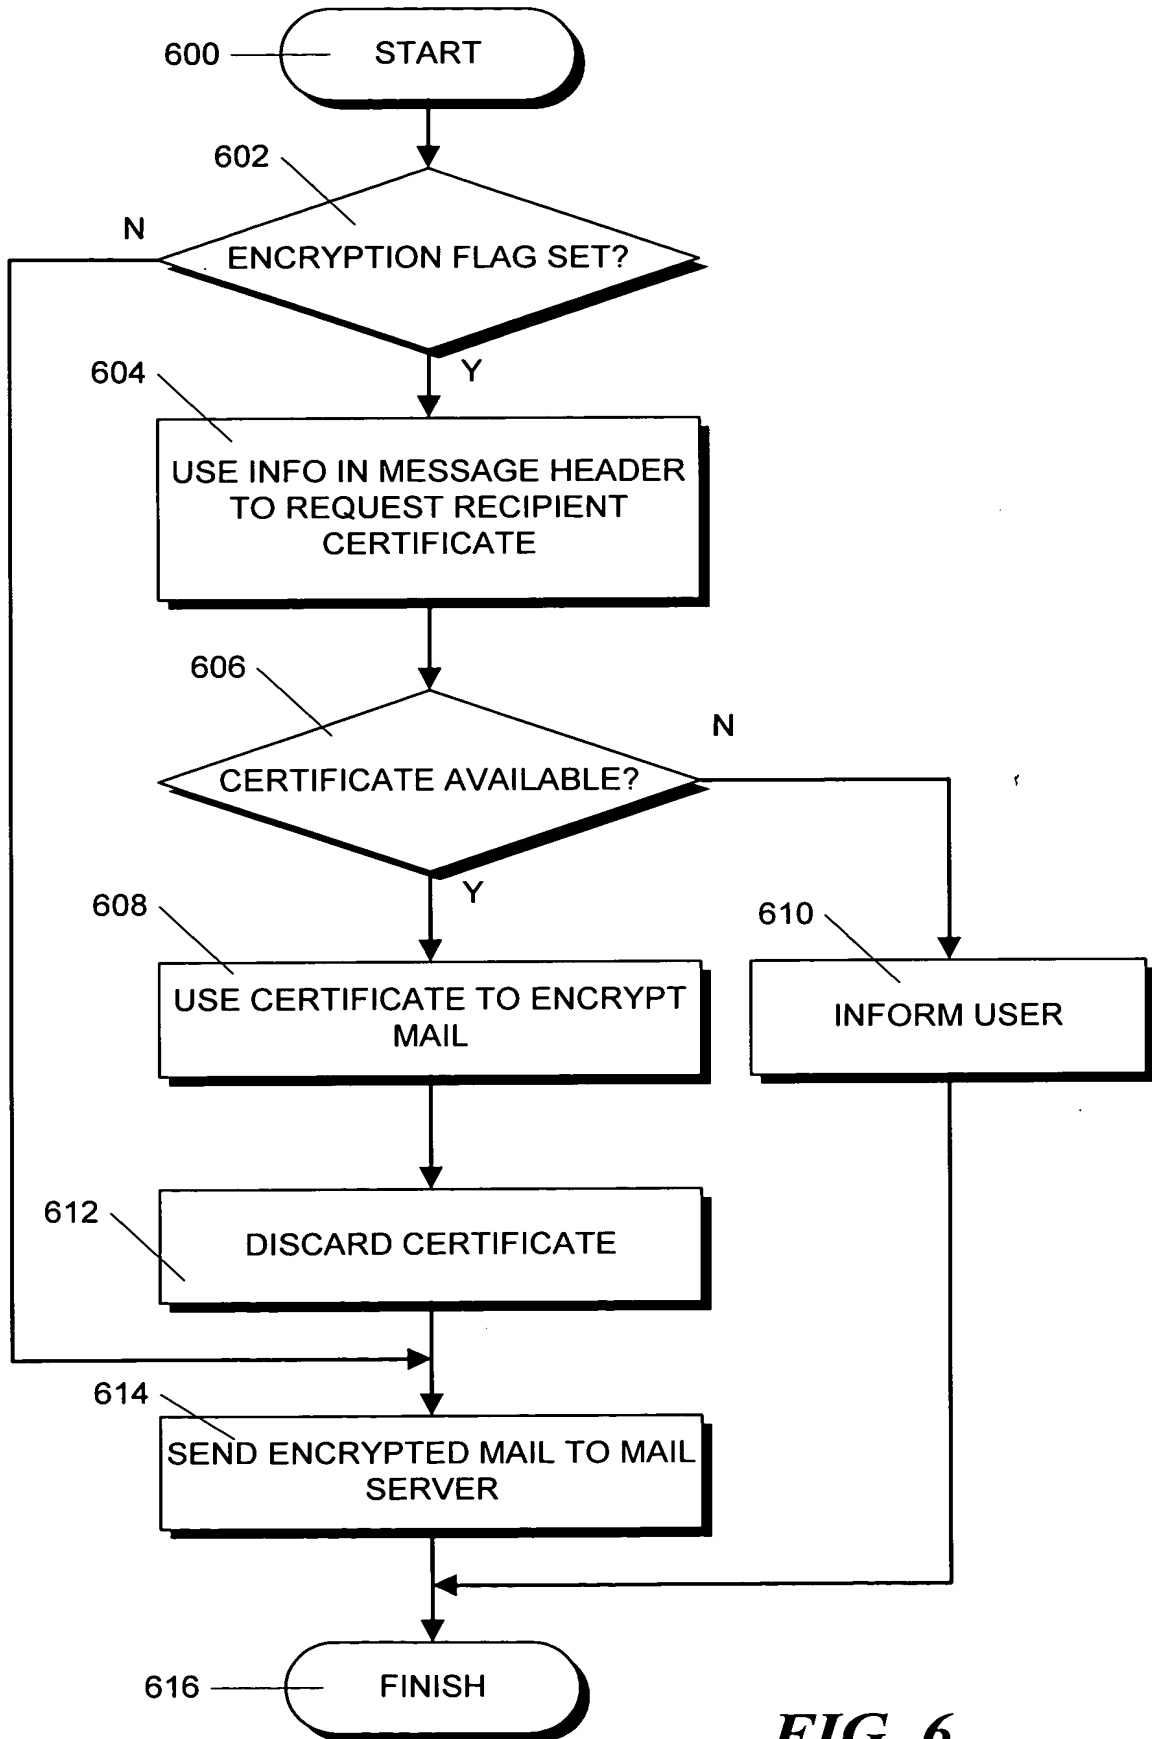 600
START
602
N
ENCRYPTION FLAG SET?
Y
604
USE INFO IN MESSAGE HEADER
TO REQUEST RECIPIENT
CERTIFICATE
606
N
CERTIFICATE AVAILABLE?
Y
608
610
USE CERTIFICATE TO ENCRYPT
MAIL
INFORM USER
612
DISCARD CERTIFICATE
614
SEND ENCRYPTED MAIL TO MAIL
SERVER
616
FINISH
FIG. 6